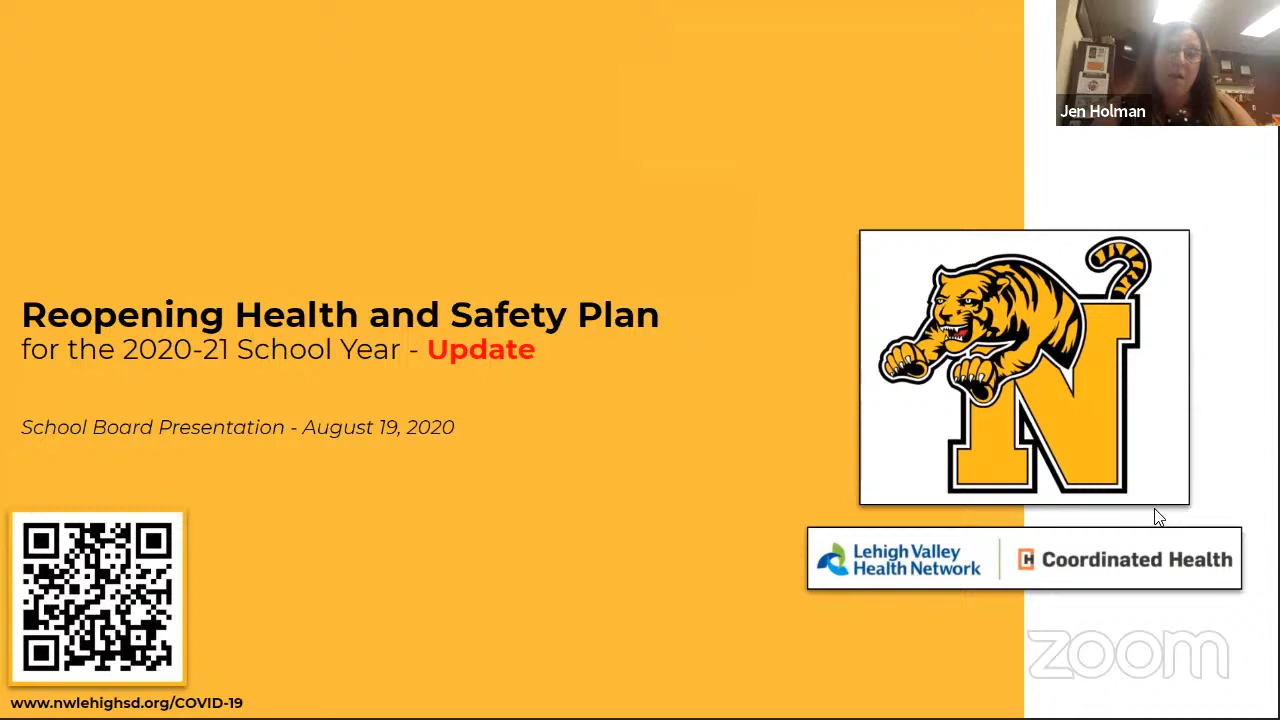 Jen Holman
Reopening Health and Safety Plan
for the 2020-21 School Year - Update
School Board Presentation - August 19, 2020
N
Lehigh Valley
Health Network
H Coordinated Health
zoom
www.nwlehighsd.org/COVID-19